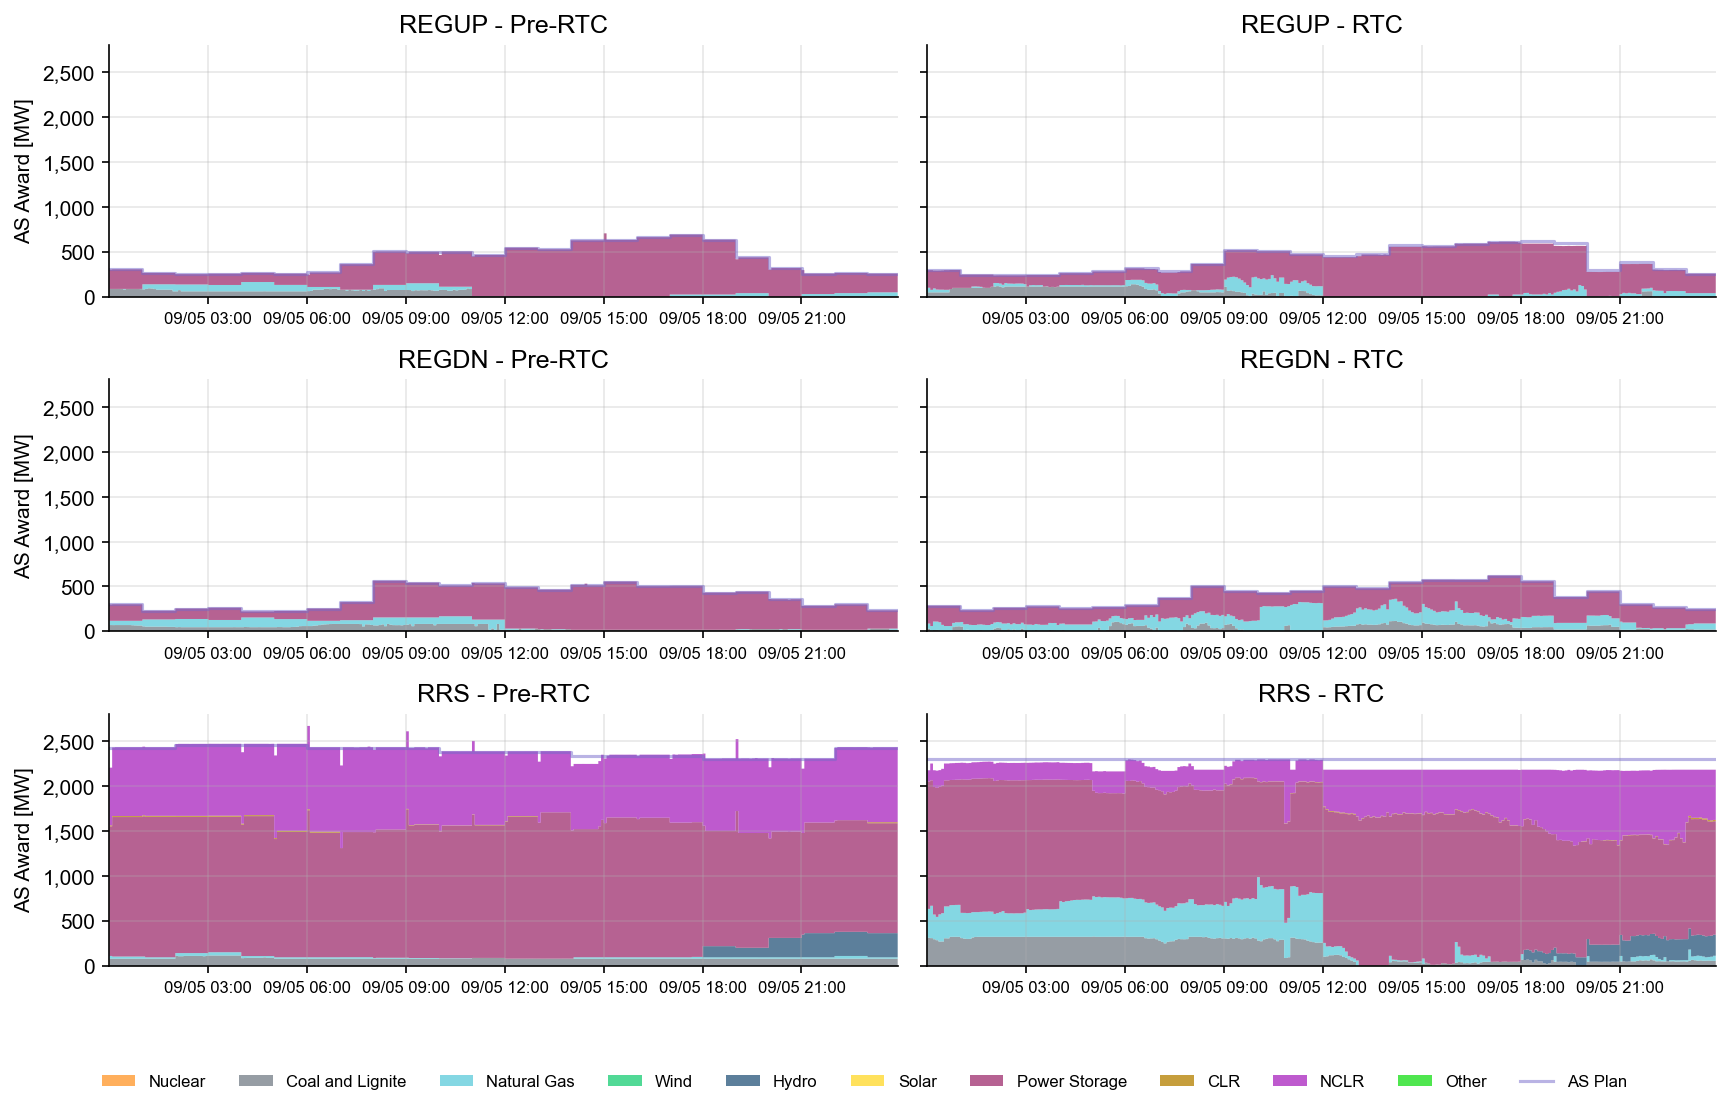 REGUP - Pre-RTC
REGUP - RTC
AS Award [MW]
2,500
2,000
1,500
1,000
500
0
09/05 03:00 09/05 06:00 09/05 09:00 09/05 12:00 09/05 15:00 09/05 18:00 09/05 21:00
09/05 03:00 09/05 06:00 09/05 09:00 09/05 12:00 09/05 15:00 09/05 18:00 09/05 21:00
REGDN - Pre-RTC
REGDN - RTC
AS Award [MW]
2,500
2,000
1,500
1,000
500
0
09/05 03:00 09/05 06:00 09/05 09:00 09/05 12:00 09/05 15:00 09/05 18:00 09/05 21:00
09/05 03:00 09/05 06:00 09/05 09:00 09/05 12:00 09/05 15:00 09/05 18:00 09/05 21:00
RRS - Pre-RTC
RRS - RTC
AS Award [MW]
2,500
2,000
1,500
1,000
500
0
09/05 03:00 09/05 06:00 09/05 09:00 09/05 12:00 09/05 15:00 09/05 18:00 09/05 21:00
09/05 03:00 09/05 06:00 09/05 09:00 09/05 12:00 09/05 15:00 09/05 18:00 09/05 21:00
Nuclear Coal and Lignite Natural Gas Wind Hydro Solar Power Storage CLR NCLR Other AS Plan